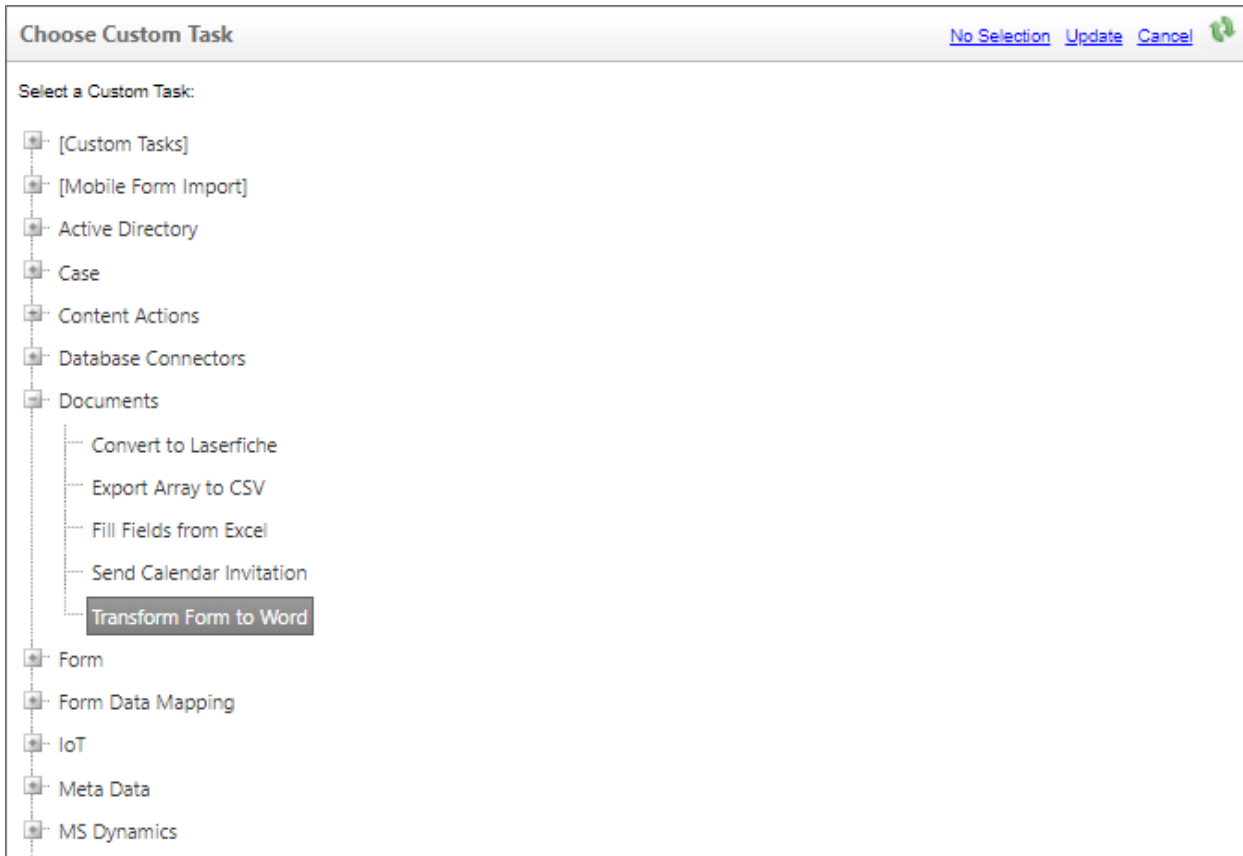 Choose Custom Task No Selection Update Cancel
Select a Custom Task:
[Custom Tasks]
[Mobile Form Import]
Active Directory
Case
Content Actions
Database Connectors
Documents
Convert to Laserfiche
Export Array to CSV
Fill Fields from Excel
Send Calendar Invitation
Transform Form to Word
Form
Form Data Mapping
IoT
Meta Data
MS Dynamics